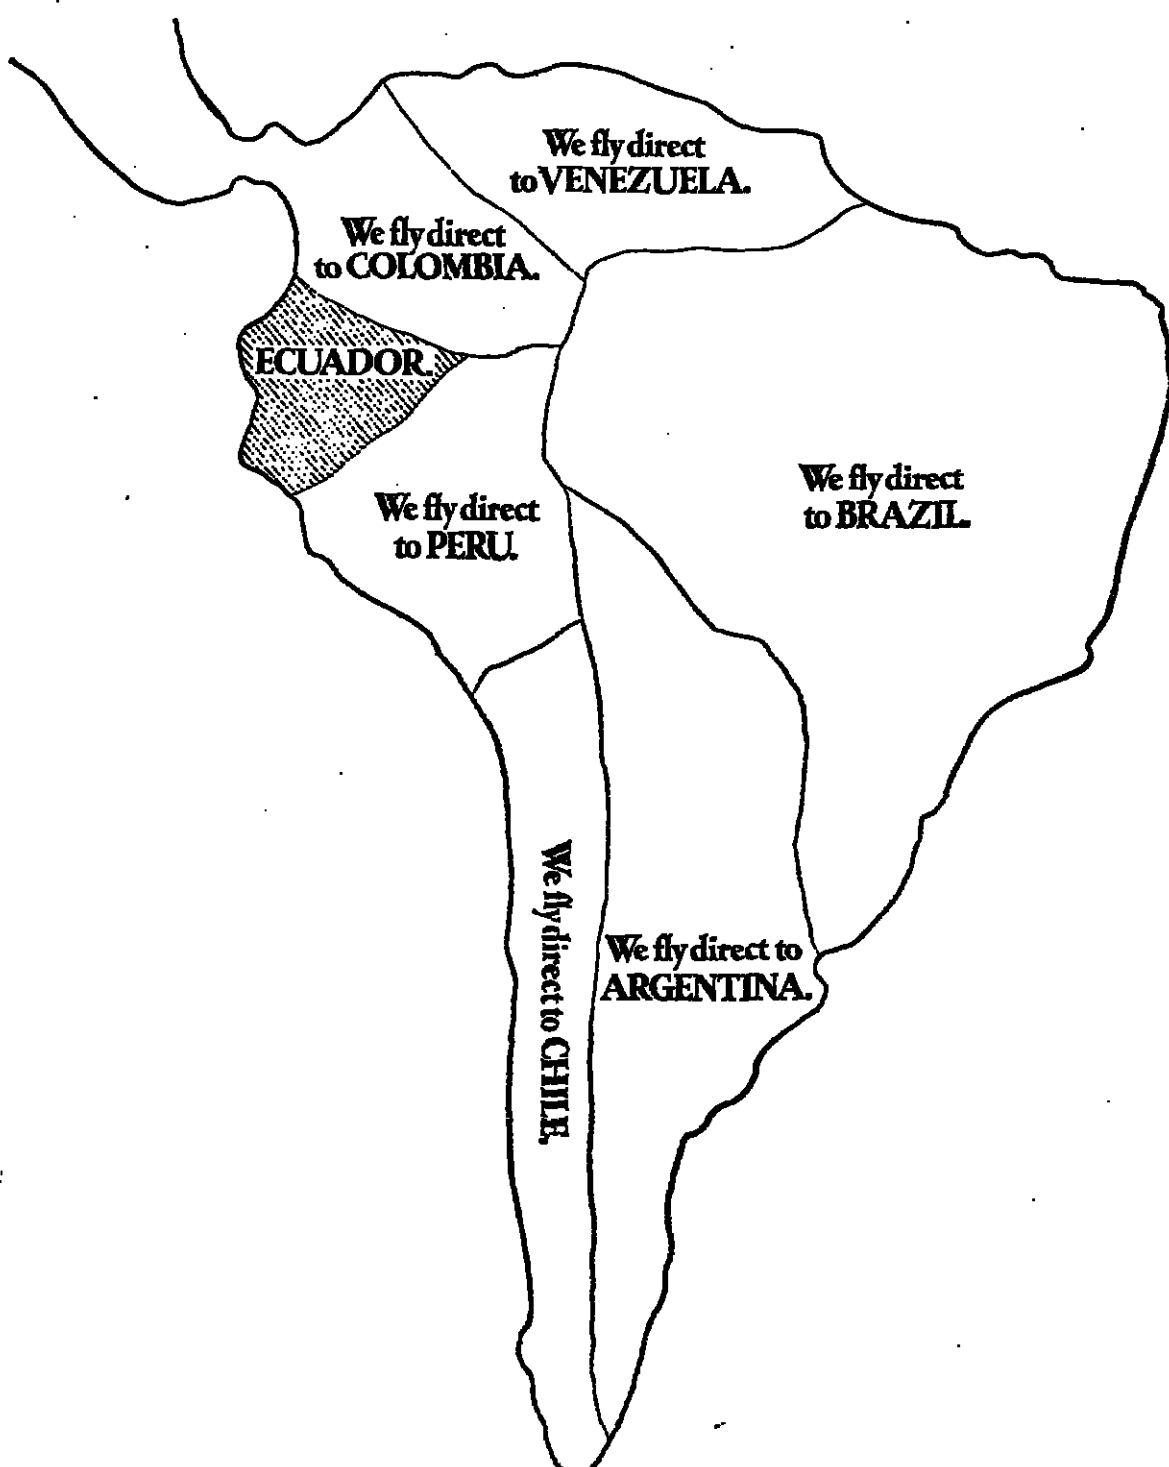 We fly direct
to VENEZUELA.
We fly direct
to COLOMBIA.
ECUADOR.
We fly direct
to BRAZIL.
We fly direct
to PERU.
We fly direct to CHILE.
We fly direct to
ARGENTINA.